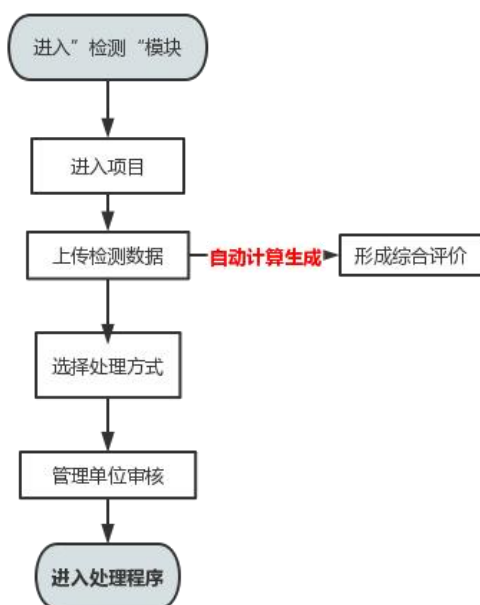 进入”检测“模块
进入项目
上传检测数据
自动计算生成
形成综合评价
选择处理方式
管理单位审核
进入处理程序